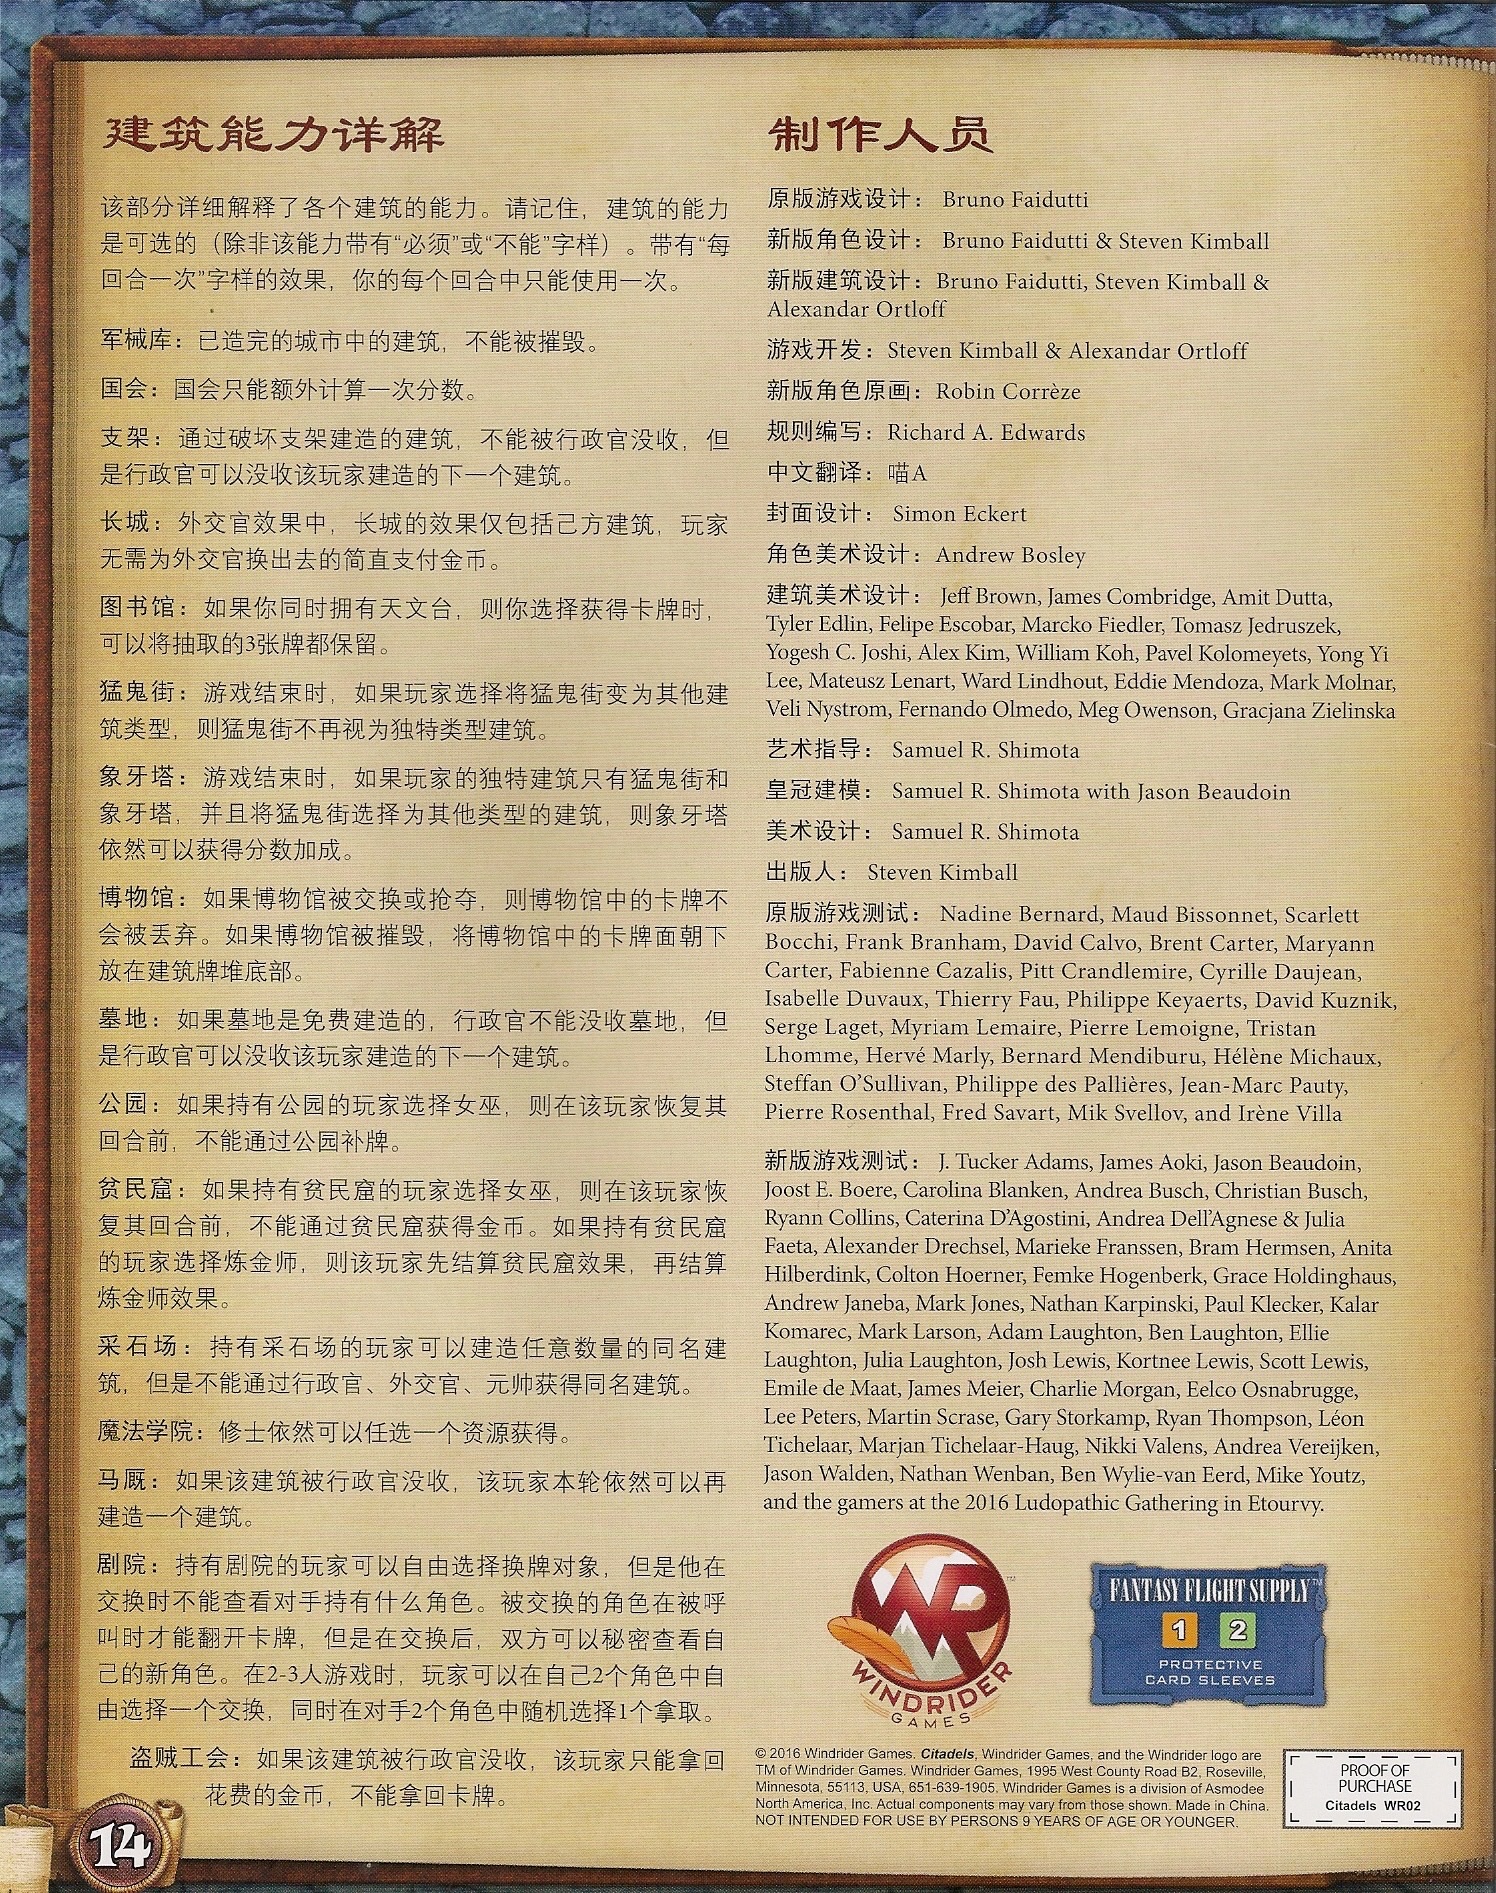 建筑能力详解
该部分详细解释了各个建筑的能力。请记住，建筑的能力
是可选的（除非该能力带有“必须”或“不能”字样）。带有“每
回合一次”字样的效果，你的每个回合中只能使用一次。
军械库：已造完的城市中的建筑，不能被摧毁。
国会：国会只能额外计算一次分数。
支架：通过破坏支架建造的建筑，不能被行政官没收，但
是行政官可以没收该玩家建造的下一个建筑。
长城：外交官效果中，长城的效果仅包括己方建筑，玩家
无需为外交官换出去的简直支付金币。
图书馆：如果你同时拥有天文台，则你选择获得卡牌时，
可以将抽取的3张牌都保留。
猛鬼街：游戏结束时，如果玩家选择将猛鬼街变为其他建
筑类型，则猛鬼街不再视为独特类型建筑。
象牙塔：游戏结束时，如果玩家的独特建筑只有猛鬼街和
象牙塔，并且将猛鬼街选择为其他类型的建筑，则象牙塔
依然可以获得分数加成。
博物馆：如果博物馆被交换或抢夺，则博物馆中的卡牌不
会被丢弃。如果博物馆被摧毁，将博物馆中的卡牌面朝下
放在建筑牌堆底部。
墓地：如果墓地是免费建造的，行政官不能没收墓地，但
是行政官可以没收该玩家建造的下一个建筑。
公园：如果持有公园的玩家选择女巫，则在该玩家恢复其
回合前，不能通过公园补牌。
贫民窟：如果持有贫民窟的玩家选择女巫，则在该玩家恢
复其回合前，不能通过贫民窟获得金币。如果持有贫民窟
的玩家选择炼金师，则该玩家先结算贫民窟效果，再结算
炼金师效果。
采石场：持有采石场的玩家可以建造任意数量的同名建
筑，但是不能通过行政官、外交官、元帅获得同名建筑。
魔法学院：修士依然可以任选一个资源获得。
马厩：如果该建筑被行政官没收，该玩家本轮依然可以再
建造一个建筑。
剧院：持有剧院的玩家可以自由选择换牌对象，但是他在
交换时不能查看对手持有什么角色。被交换的角色在被呼
叫时才能翻开卡牌，但是在交换后，双方可以秘密查看自
己的新角色。在2-3人游戏时，玩家可以在自己2个角色中自
由选择一个交换，同时在对手2个角色中随机选择1个拿取。
盗贼工会：如果该建筑被行政官没收，该玩家只能拿回
花费的金币，不能拿回卡牌。
14
制作人员
原版游戏设计： Bruno Faidutti
新版角色设计： Bruno Faidutti & Steven Kimball
新版建筑设计：Bruno Faidutti, Steven Kimball &
Alexandar Ortloff
游戏开发：Steven Kimball & Alexandar Ortloff
新版角色原画：Robin Corrèze
规则编写：Richard A. Edwards
中文翻译：喵A
封面设计： Simon Eckert
角色美术设计：Andrew Bosley
建筑美术设计： Jeff Brown, James Combridge, Amit Dutta,
Tyler Edlin, Felipe Escobar, Marcko Fiedler, Tomasz Jedruszek,
Yogesh C. Joshi, Alex Kim, William Koh, Pavel Kolomeyets, Yong Yi
Lee, Mateusz Lenart, Ward Lindhout, Eddie Mendoza, Mark Molnar,
Veli Nystrom, Fernando Olmedo, Meg Owenson, Gracjana Zielinska
艺术指导： Samuel R. Shimota
皇冠建模： Samuel R. Shimota with Jason Beaudoin
美术设计： Samuel R. Shimota
出版人： Steven Kimball
原版游戏测试： Nadine Bernard, Maud Bissonnet, Scarlett
Bocchi, Frank Branham, David Calvo, Brent Carter, Maryann
Carter, Fabienne Cazalis, Pitt Crandlemire, Cyrille Daujean,
Isabelle Duvaux, Thierry Fau, Philippe Keyaerts, David Kuznik,
Serge Laget, Myriam Lemaire, Pierre Lemoigne, Tristan
Lhomme, Hervé Marly, Bernard Mendiburu, Hélène Michaux,
Steffan O’Sullivan, Philippe des Pallières, Jean-Marc Pauty,
Pierre Rosenthal, Fred Savart, Mik Svellov, and Irène Villa
新版游戏测试： J. Tucker Adams, James Aoki, Jason Beaudoin,
Joost E. Boere, Carolina Blanken, Andrea Busch, Christian Busch,
Ryann Collins, Caterina D’Agostini, Andrea Dell’Agnese & Julia
Faeta, Alexander Drechsel, Marieke Franssen, Bram Hermsen, Anita
Hilberdink, Colton Hoerner, Femke Hogenberk, Grace Holdinghaus,
Andrew Janeba, Mark Jones, Nathan Karpinski, Paul Klecker, Kalar
Komarec, Mark Larson, Adam Laughton, Ben Laughton, Ellie
Laughton, Julia Laughton, Josh Lewis, Kortnee Lewis, Scott Lewis,
Emile de Maat, James Meier, Charlie Morgan, Eelco Osnabrugge,
Lee Peters, Martin Scrase, Gary Storkamp, Ryan Thompson, Léon
Tichelaar, Marjan Tichelaar-Haug, Nikki Valens, Andrea Vereijken,
Jason Walden, Nathan Wenban, Ben Wylie-van Eerd, Mike Youtz,
and the gamers at the 2016 Ludopathic Gathering in Etourvy.
WR™
WINDRIDER
GAMES
FANTASY FLIGHT SUPPLY™
1 2
PROTECTIVE
CARD SLEEVES
© 2016 Windrider Games. Citadels, Windrider Games, and the Windrider logo are
TM of Windrider Games. Windrider Games, 1995 West County Road B2, Roseville,
Minnesota, 55113, USA, 651-639-1905. Windrider Games is a division of Asmodee
North America, Inc. Actual components may vary from those shown. Made in China.
NOT INTENDED FOR USE BY PERSONS 9 YEARS OF AGE OR YOUNGER.
PROOF OF
PURCHASE
Citadels WR02